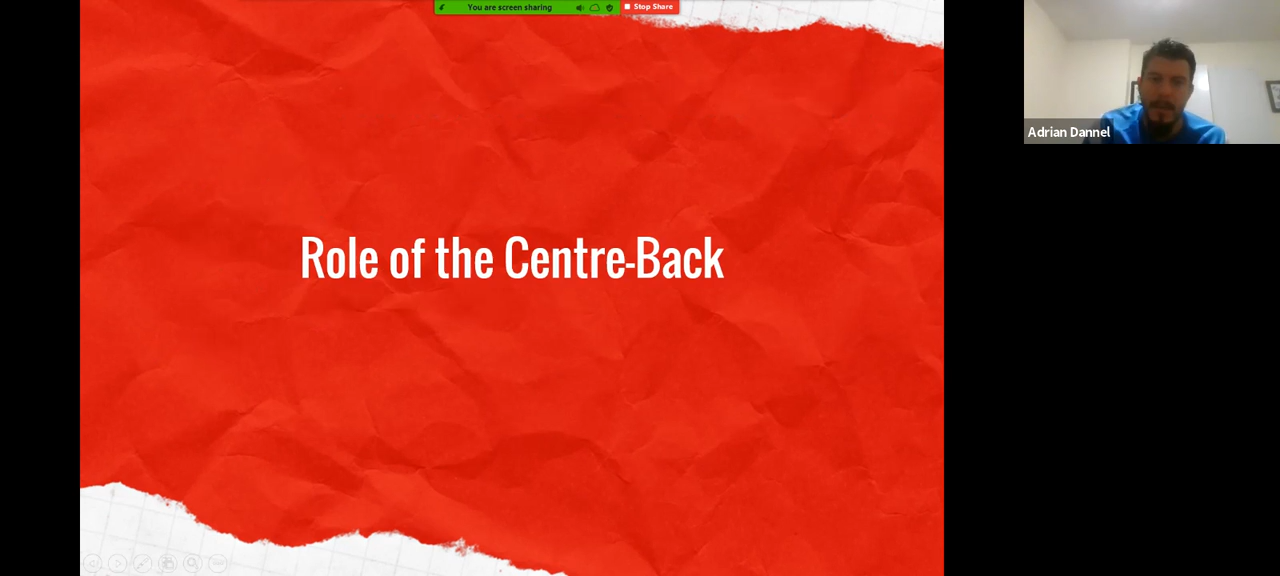 You are screen sharing
Stop Share
Adrian Dannel
Role of the Centre-Back